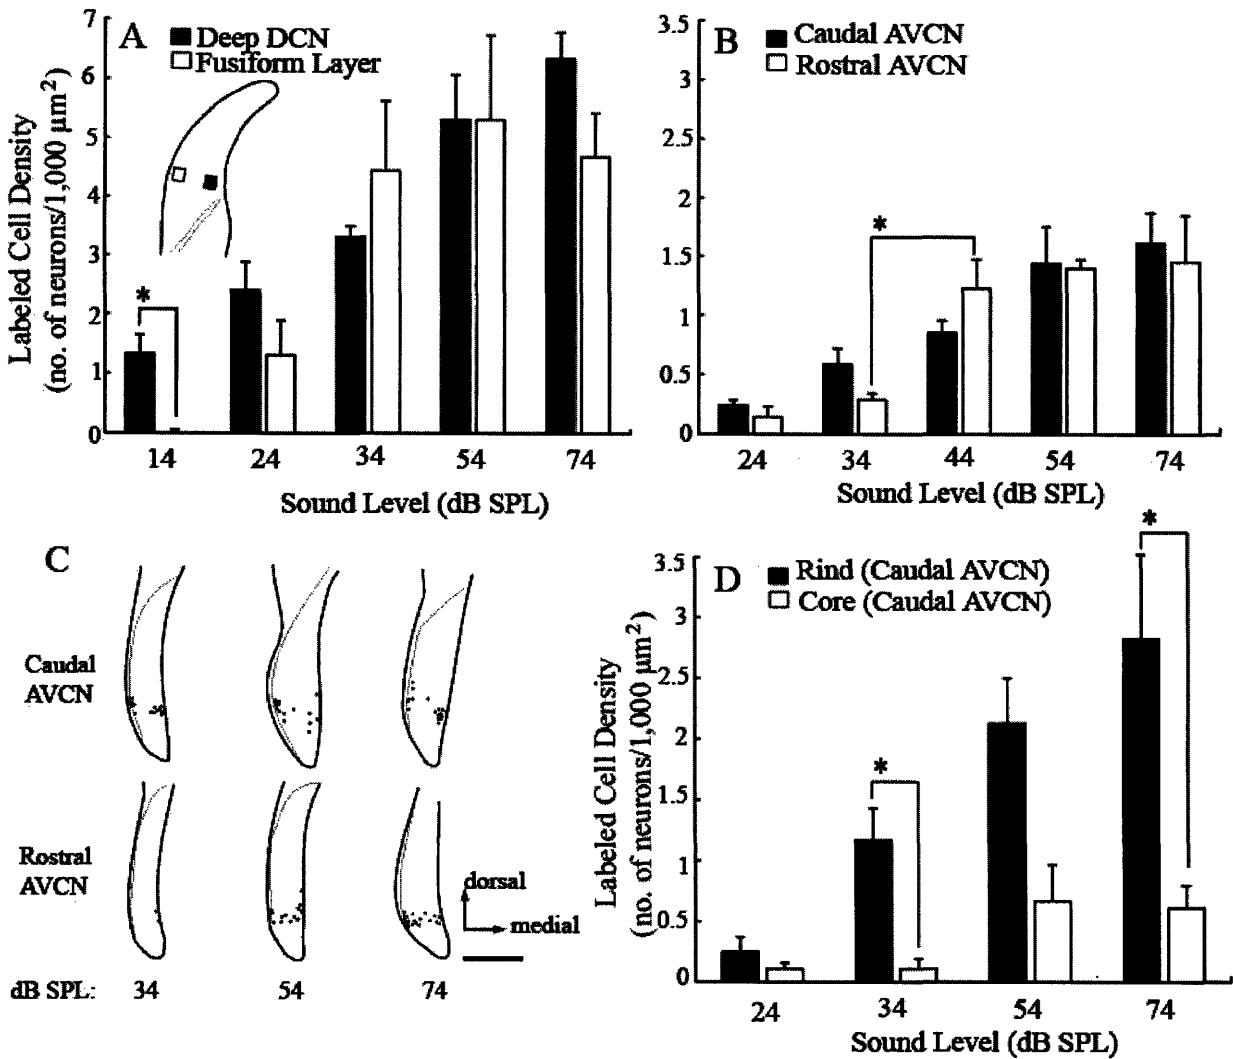 A
Deep DCN
Fusiform Layer
Labeled Cell Density
(no. of neurons/1,000 µm²)
7
6
5
4
3
2
1
0
*
14 24 34 54 74
Sound Level (dB SPL)
B
Caudal AVCN
Rostral AVCN
3.5
3
2.5
2
1.5
1
0.5
0
*
24 34 44 54 74
Sound Level (dB SPL)
C
Caudal
AVCN
Rostral
AVCN
dorsal
medial
dB SPL: 34 54 74
D
Rind (Caudal AVCN)
Core (Caudal AVCN)
Labeled Cell Density
(no. of neurons/1,000 µm²)
3.5
3
2.5
2
1.5
1
0.5
0
*
*
24 34 54 74
Sound Level (dB SPL)